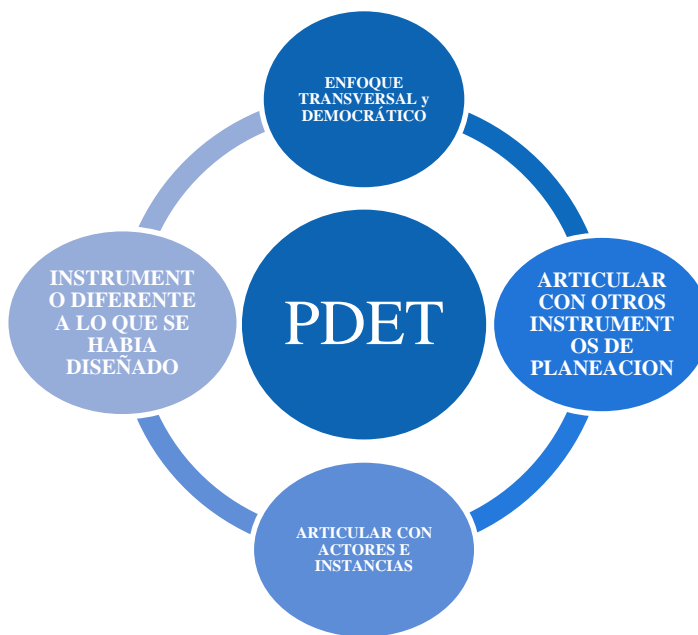 ENFOQUE
TRANSVERSAL y
DEMOCRÁTICO
INSTRUMENT
O DIFERENTE
A LO QUE SE
HABIA
DISEÑADO
PDET
ARTICULAR
CON OTROS
INSTRUMENT
OS DE
PLANEACION
ARTICULAR CON
ACTORES E
INSTANCIAS